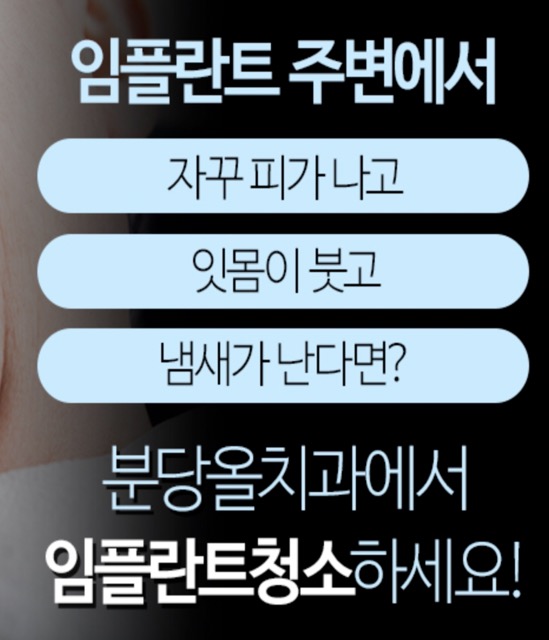 임플란트 주변에서
자꾸 피가 나고
잇몸이 붓고
냄새가 난다면?
분당올치과에서
임플란트청소하세요!